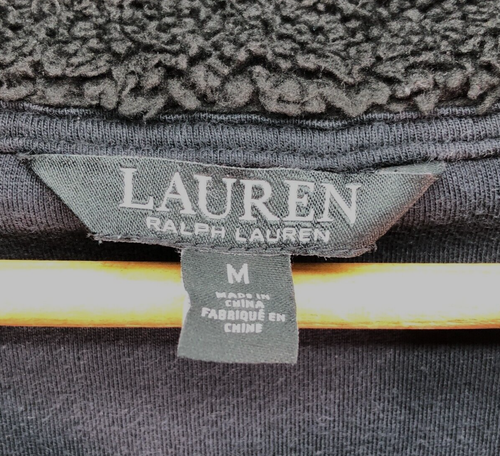 LAUREN
RALPH LAUREN
M
MADE IN
CHINA
FABRIQUÉ EN
CHINE